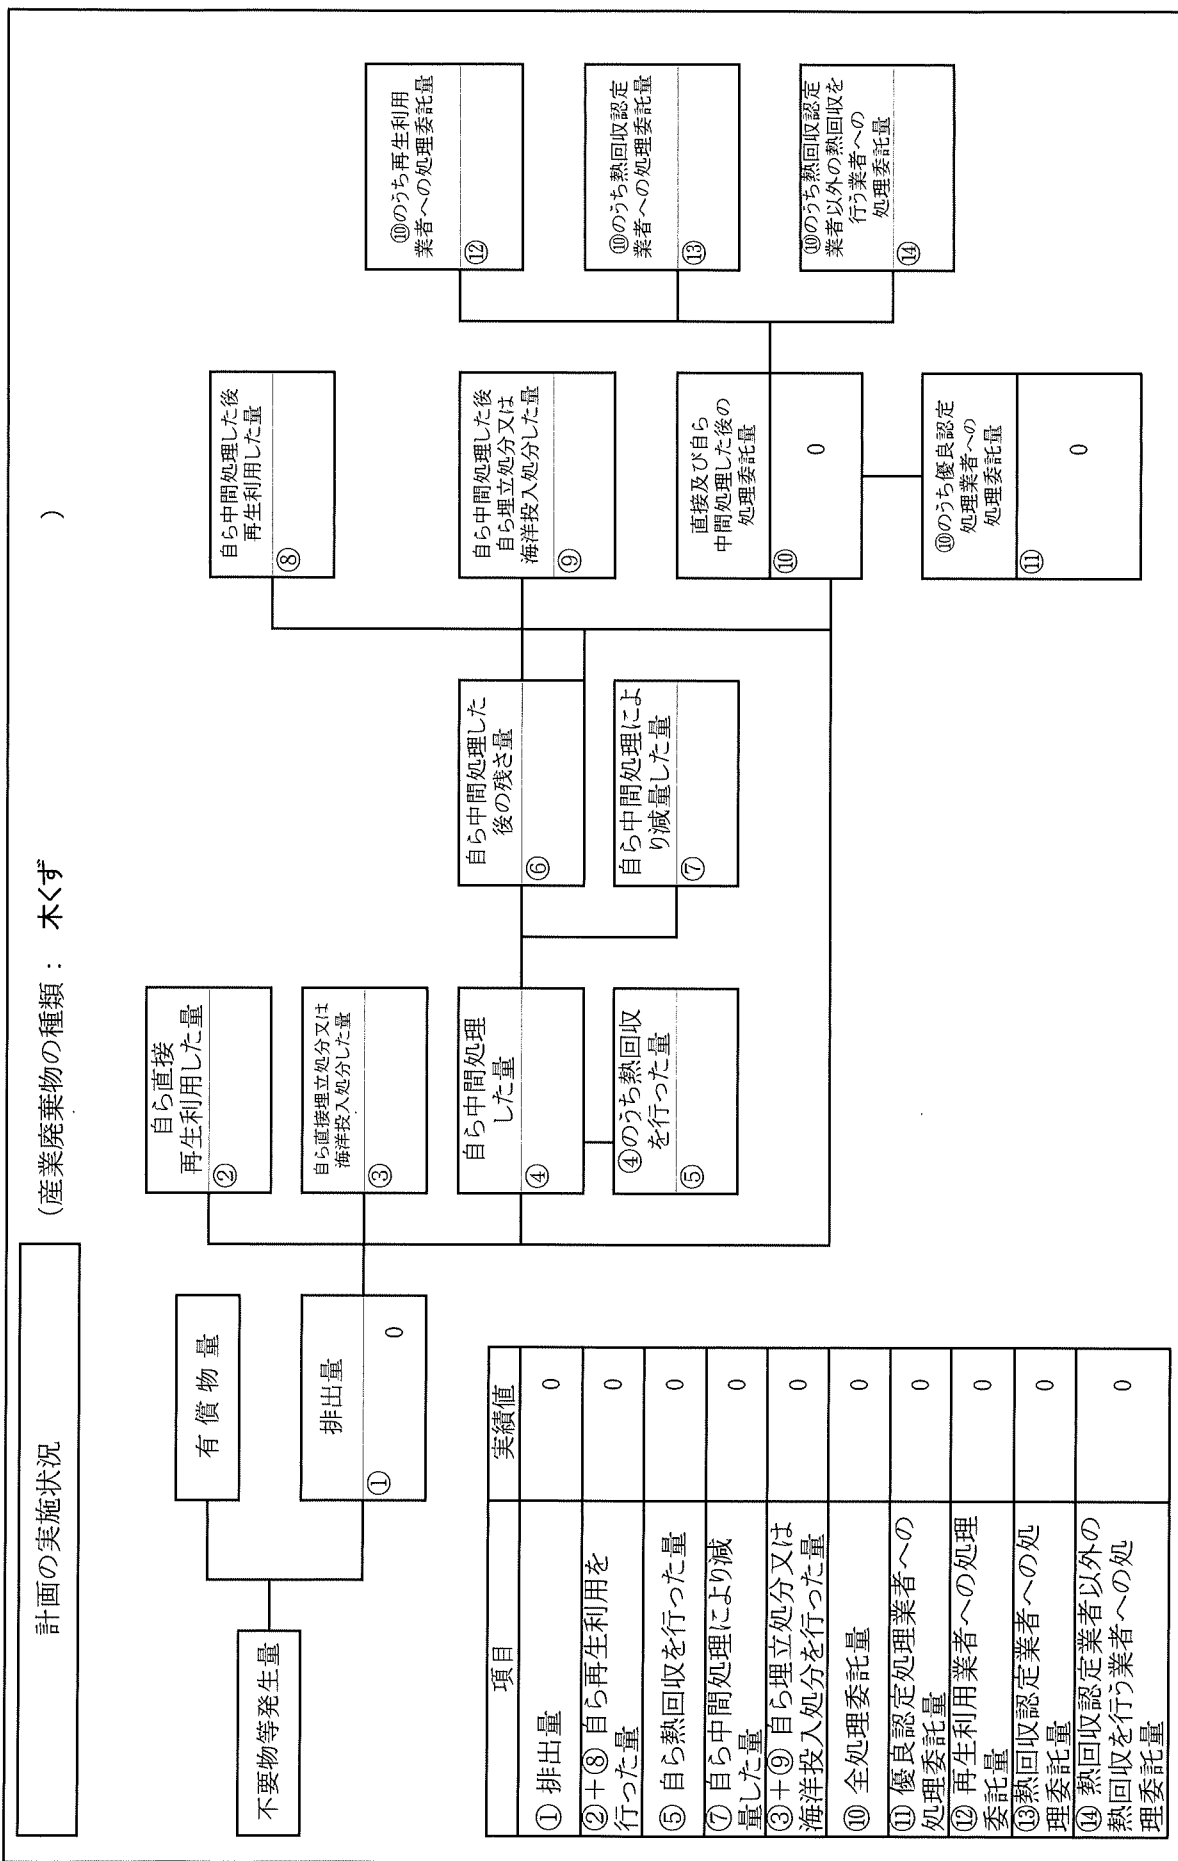 計画の実施状況
(産業廃棄物の種類： 木くず )
不要物等発生量
有償物量
排出量
①
0
自ら直接
再生利用した量
②
自ら直接埋立処分又は
海洋投入処分した量
③
自ら中間処理
した量
④
④のうち熱回収
を行った量
⑤
自ら中間処理した
後の残さ量
⑥
自ら中間処理によ
り減量した量
⑦
自ら中間処理した後
再生利用した量
⑧
自ら中間処理した後
自ら埋立処分又は
海洋投入処分した量
⑨
直接及び自ら
中間処理した後の
処理委託量
⑩
0
⑩のうち優良認定
処理業者への
処理委託量
⑪
0
⑩のうち再生利用
業者への処理委託量
⑫
⑩のうち熱回収認定
業者への処理委託量
⑬
⑩のうち熱回収認定
業者以外の熱回収を
行う業者への
処理委託量
⑭
項目 実績値
① 排出量 0
②＋⑧ 自ら再生利用を
行った量 0
⑤ 自ら熱回収を行った量 0
⑦ 自ら中間処理により減
量した量 0
③＋⑨ 自ら埋立処分又は
海洋投入処分を行った量 0
⑩ 全処理委託量 0
⑪ 優良認定処理業者への
処理委託量 0
⑫ 再生利用業者への処理
委託量 0
⑬熱回収認定業者への処
理委託量 0
⑭ 熱回収認定業者以外の
熱回収を行う業者への処
理委託量 0